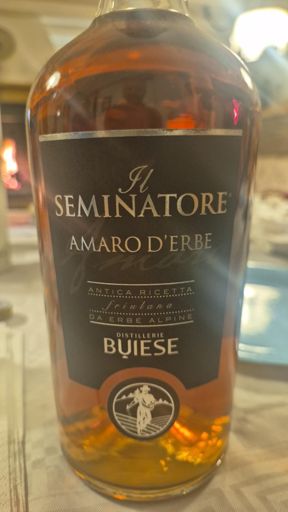 Il
SEMINATORE
AMARO D'ERBE
ANTICA RICETTA
friulana
DA ERBE ALPINE
DISTILLERIE
BUIESE